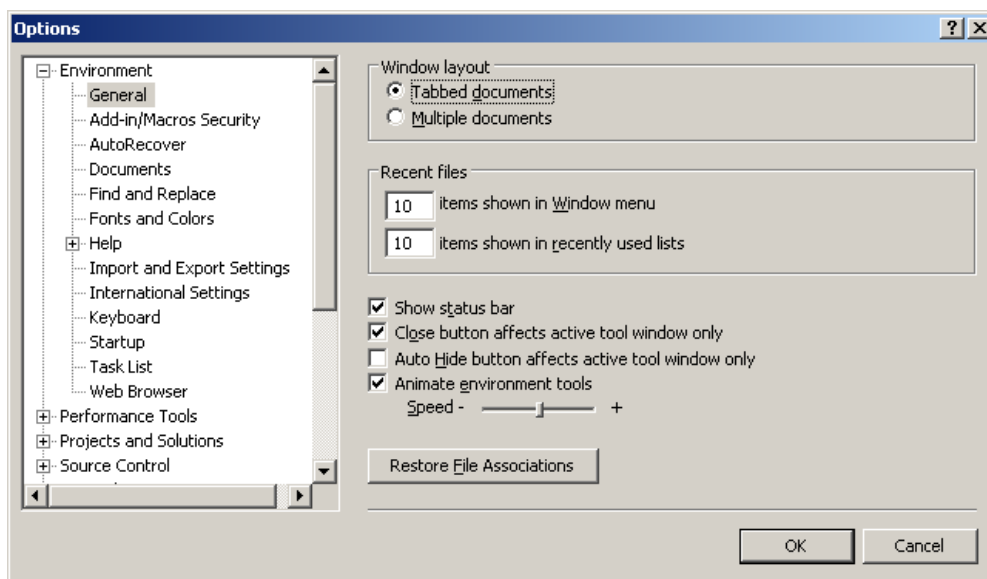 Options
Environment
General
Add-in/Macros Security
AutoRecover
Documents
Find and Replace
Fonts and Colors
Help
Import and Export Settings
International Settings
Keyboard
Startup
Task List
Web Browser
Performance Tools
Projects and Solutions
Source Control
Window layout
Tabbed documents
Multiple documents
Recent files
10 items shown in Window menu
10 items shown in recently used lists
Show status bar
Close button affects active tool window only
Auto Hide button affects active tool window only
Animate environment tools
Speed - +
Restore File Associations
OK Cancel